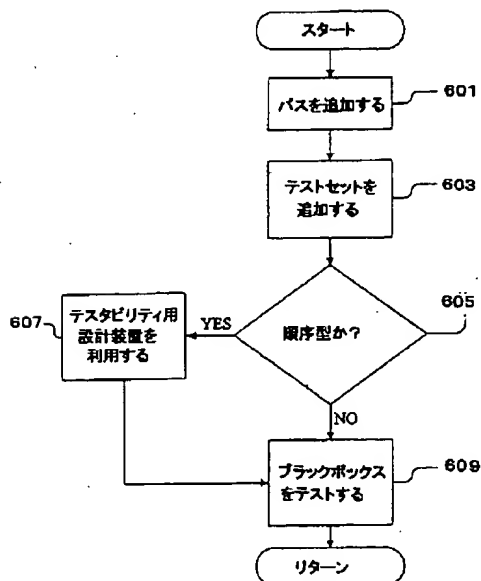 スタート
パスを追加する
601
テストセットを
追加する
603
順序型か?
605
YES
607
テスタビリティ用
設計装置を
利用する
NO
ブラックボックス
をテストする
609
リターン